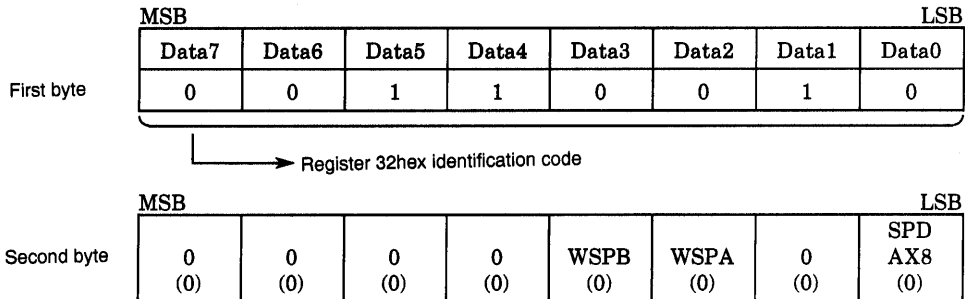 MSB LSB
Data7 Data6 Data5 Data4 Data3 Data2 Data1 Data0
First byte 0 0 1 1 0 0 1 0
Register 32hex identification code
MSB LSB
SPD
Second byte 0 0 0 0 WSPB WSPA 0 AX8
(0) (0) (0) (0) (0) (0) (0) (0)